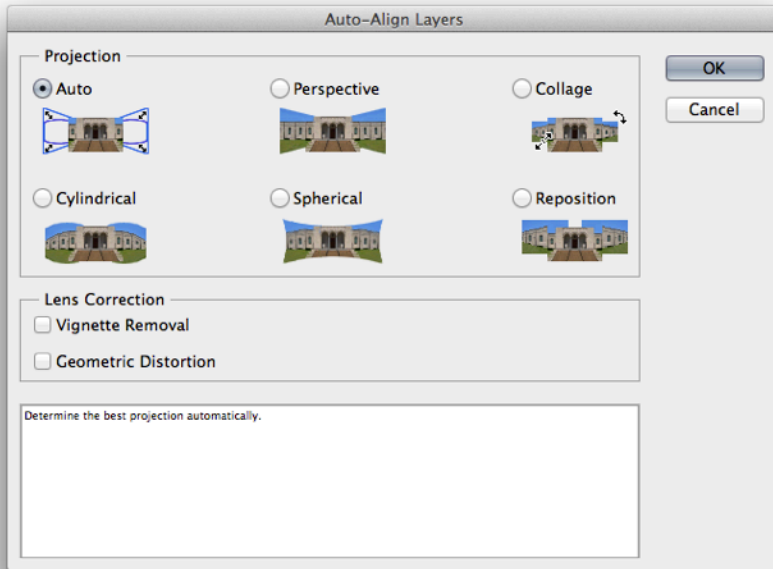 Auto-Align Layers
Projection
Auto
Perspective
Collage
Cylindrical
Spherical
Reposition
OK
Cancel
Lens Correction
Vignette Removal
Geometric Distortion
Determine the best projection automatically.